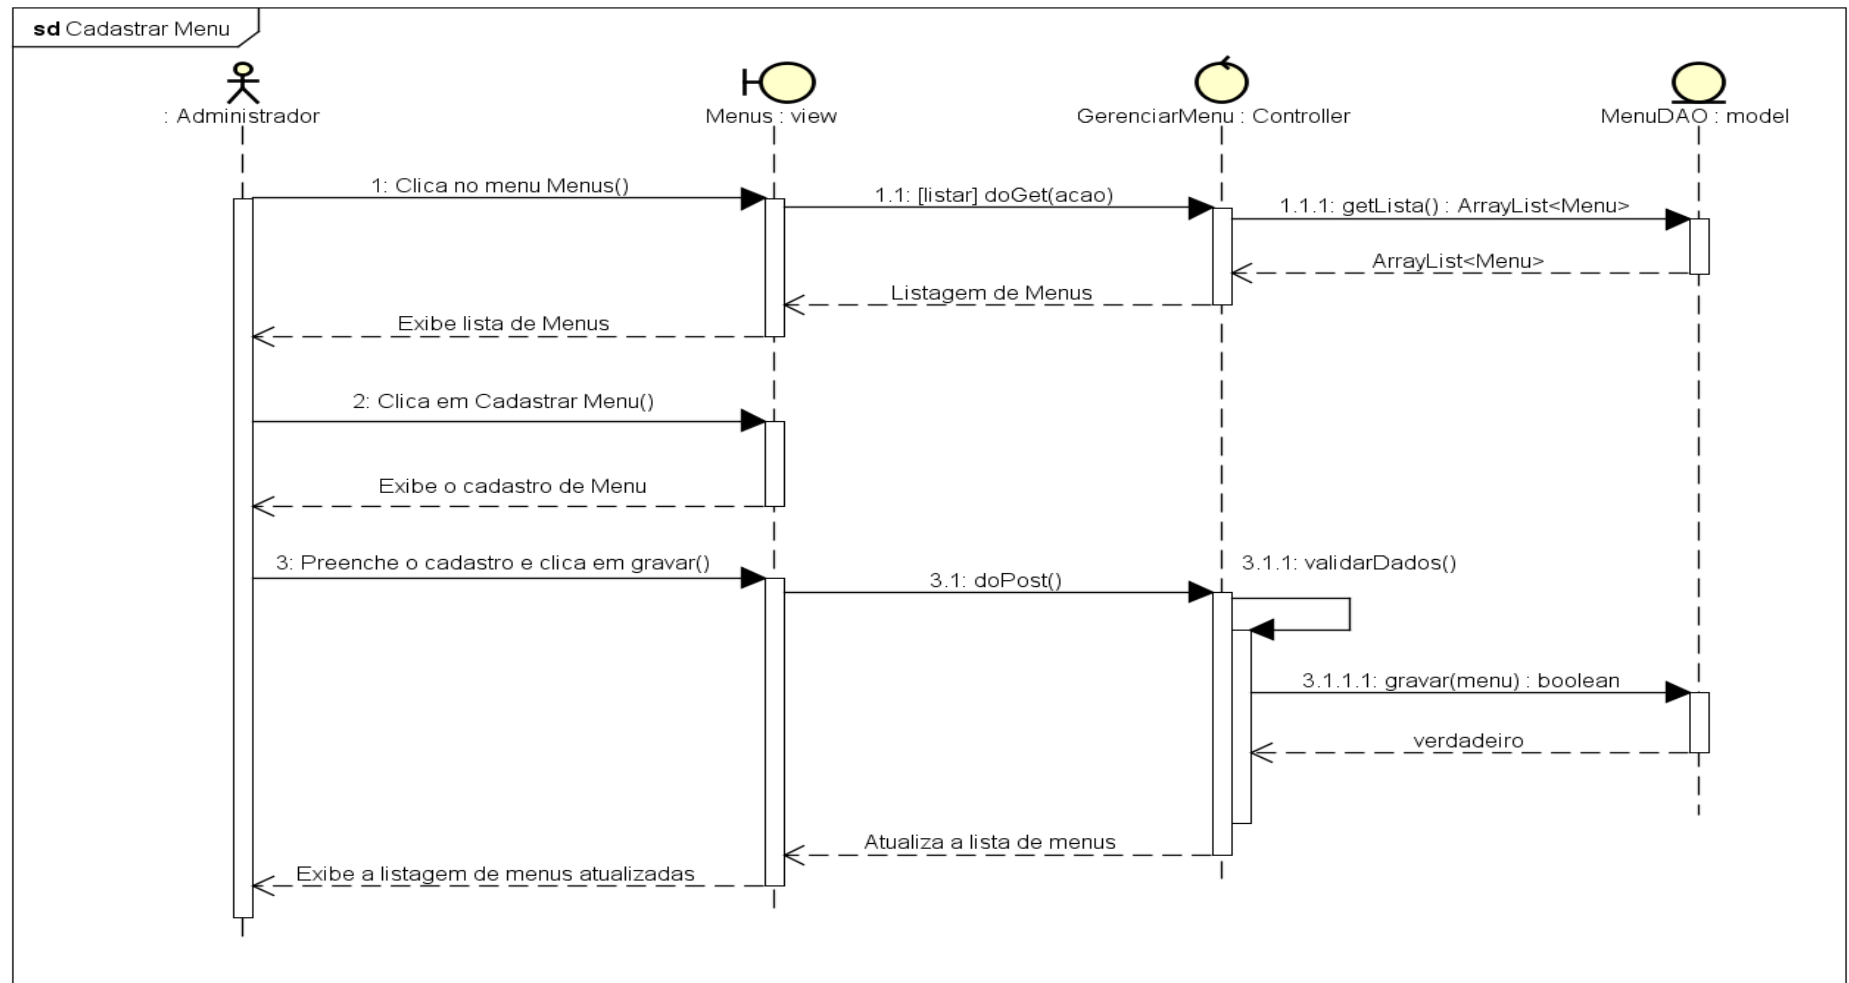 sd Cadastrar Menu
: Administrador
Menus : view
GerenciarMenu : Controller
MenuDAO : model
1: Clica no menu Menus()
1.1: [listar] doGet(acao)
1.1.1: getLista() : ArrayList<Menu>
ArrayList<Menu>
Listagem de Menus
Exibe lista de Menus
2: Clica em Cadastrar Menu()
Exibe o cadastro de Menu
3: Preenche o cadastro e clica em gravar()
3.1: doPost()
3.1.1: validarDados()
3.1.1.1: gravar(menu) : boolean
verdadeiro
Atualiza a lista de menus
Exibe a listagem de menus atualizadas